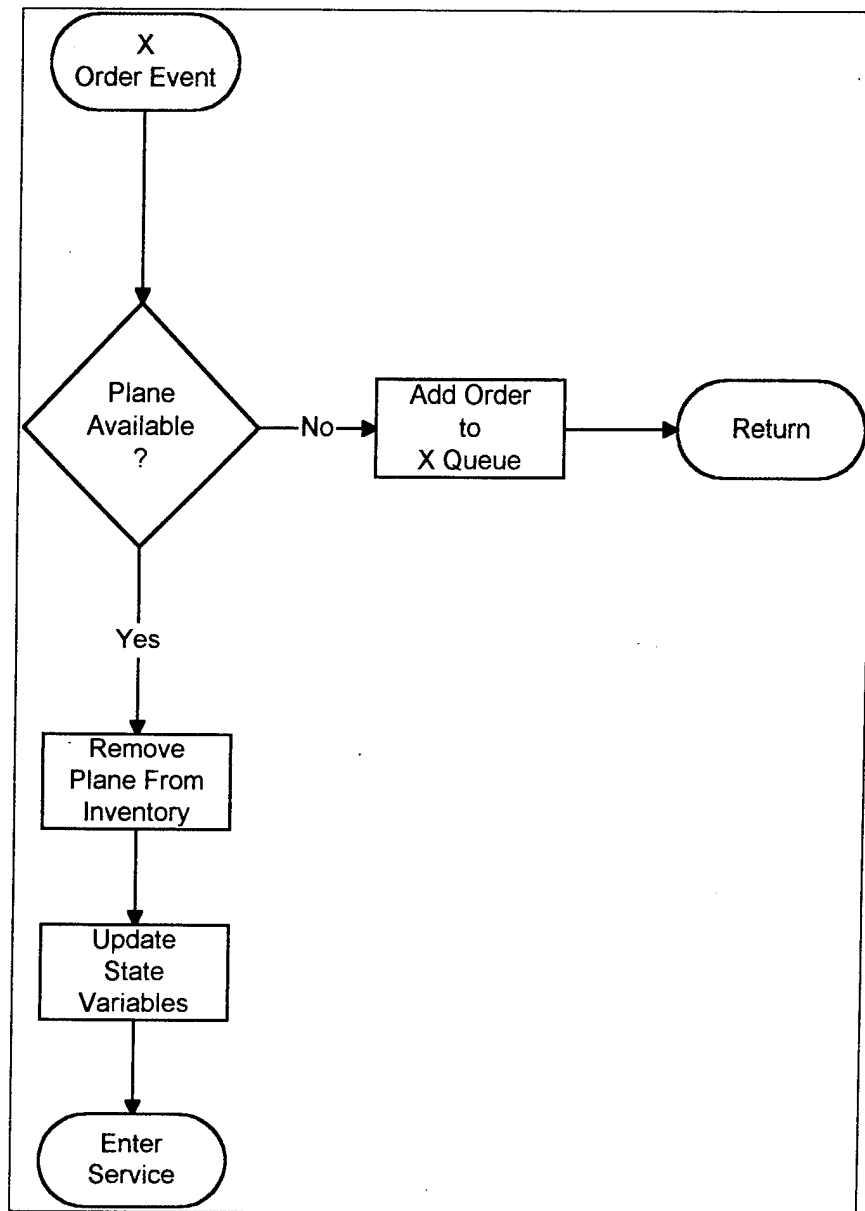 X
Order Event
Plane
Available
?
No
Add Order
to
X Queue
Return
Yes
Remove
Plane From
Inventory
Update
State
Variables
Enter
Service